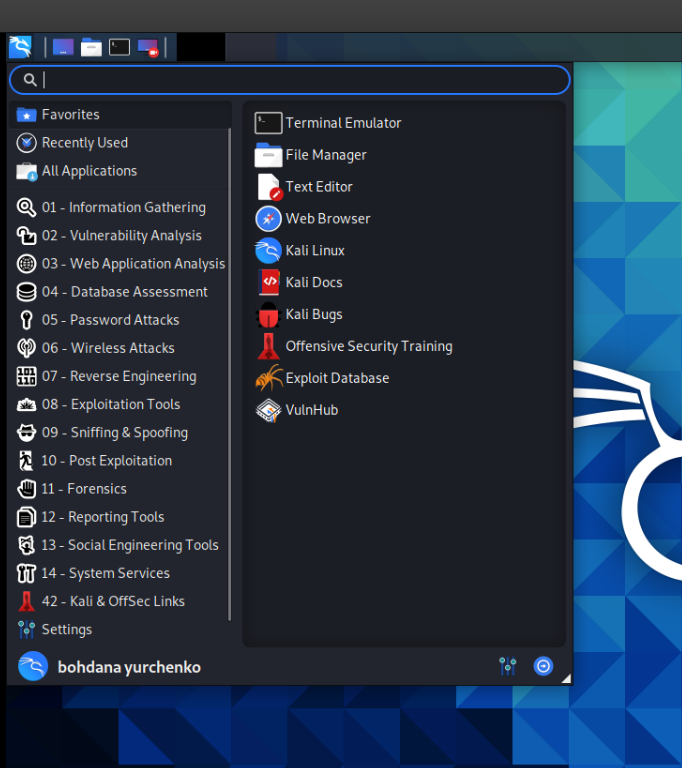 Favorites
Recently Used
All Applications
01 - Information Gathering
02 - Vulnerability Analysis
03 - Web Application Analysis
04 - Database Assessment
05 - Password Attacks
06 - Wireless Attacks
07 - Reverse Engineering
08 - Exploitation Tools
09 - Sniffing & Spoofing
10 - Post Exploitation
11 - Forensics
12 - Reporting Tools
13 - Social Engineering Tools
14 - System Services
42 - Kali & OffSec Links
Settings
Terminal Emulator
File Manager
Text Editor
Web Browser
Kali Linux
Kali Docs
Kali Bugs
Offensive Security Training
Exploit Database
VulnHub
bohdana yurchenko